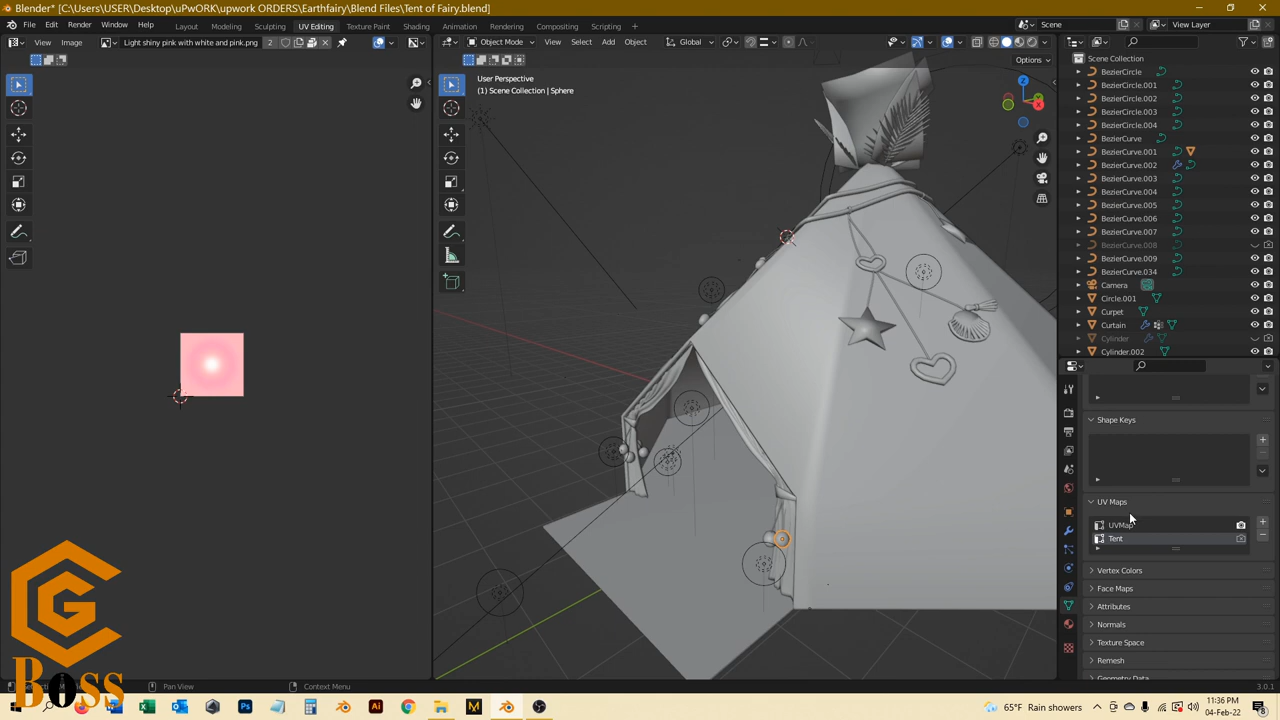 Blender* [C:\Users\USER\Desktop\uPwORK\upwork ORDERS\Earthfairy\Blend Files\Tent of Fairy.blend]
File Edit Render Window Help Layout Modeling Sculpting UV Editing Texture Paint Shading Animation Rendering Compositing Scripting Scene View Layer
View Image Light shiny pink with white and pink.png 2 Object Mode View Select Add Object Global
Options
User Perspective
(1) Scene Collection | Sphere
Z
Y
X
Scene Collection
BezierCircle
BezierCircle.001
BezierCircle.002
BezierCircle.003
BezierCircle.004
BezierCurve
BezierCurve.001
BezierCurve.002
BezierCurve.003
BezierCurve.004
BezierCurve.005
BezierCurve.006
BezierCurve.007
BezierCurve.008
BezierCurve.009
BezierCurve.034
Camera
Circle.001
Curpet
Curtain
Cylinder
Cylinder.002
Shape Keys
UV Maps
UVMap
Tent
Vertex Colors
Face Maps
Attributes
Normals
Texture Space
Remesh
Geometry Data
Boss
Pan View Context Menu 3.0.1
65°F Rain showers
11:36 PM
04-Feb-22